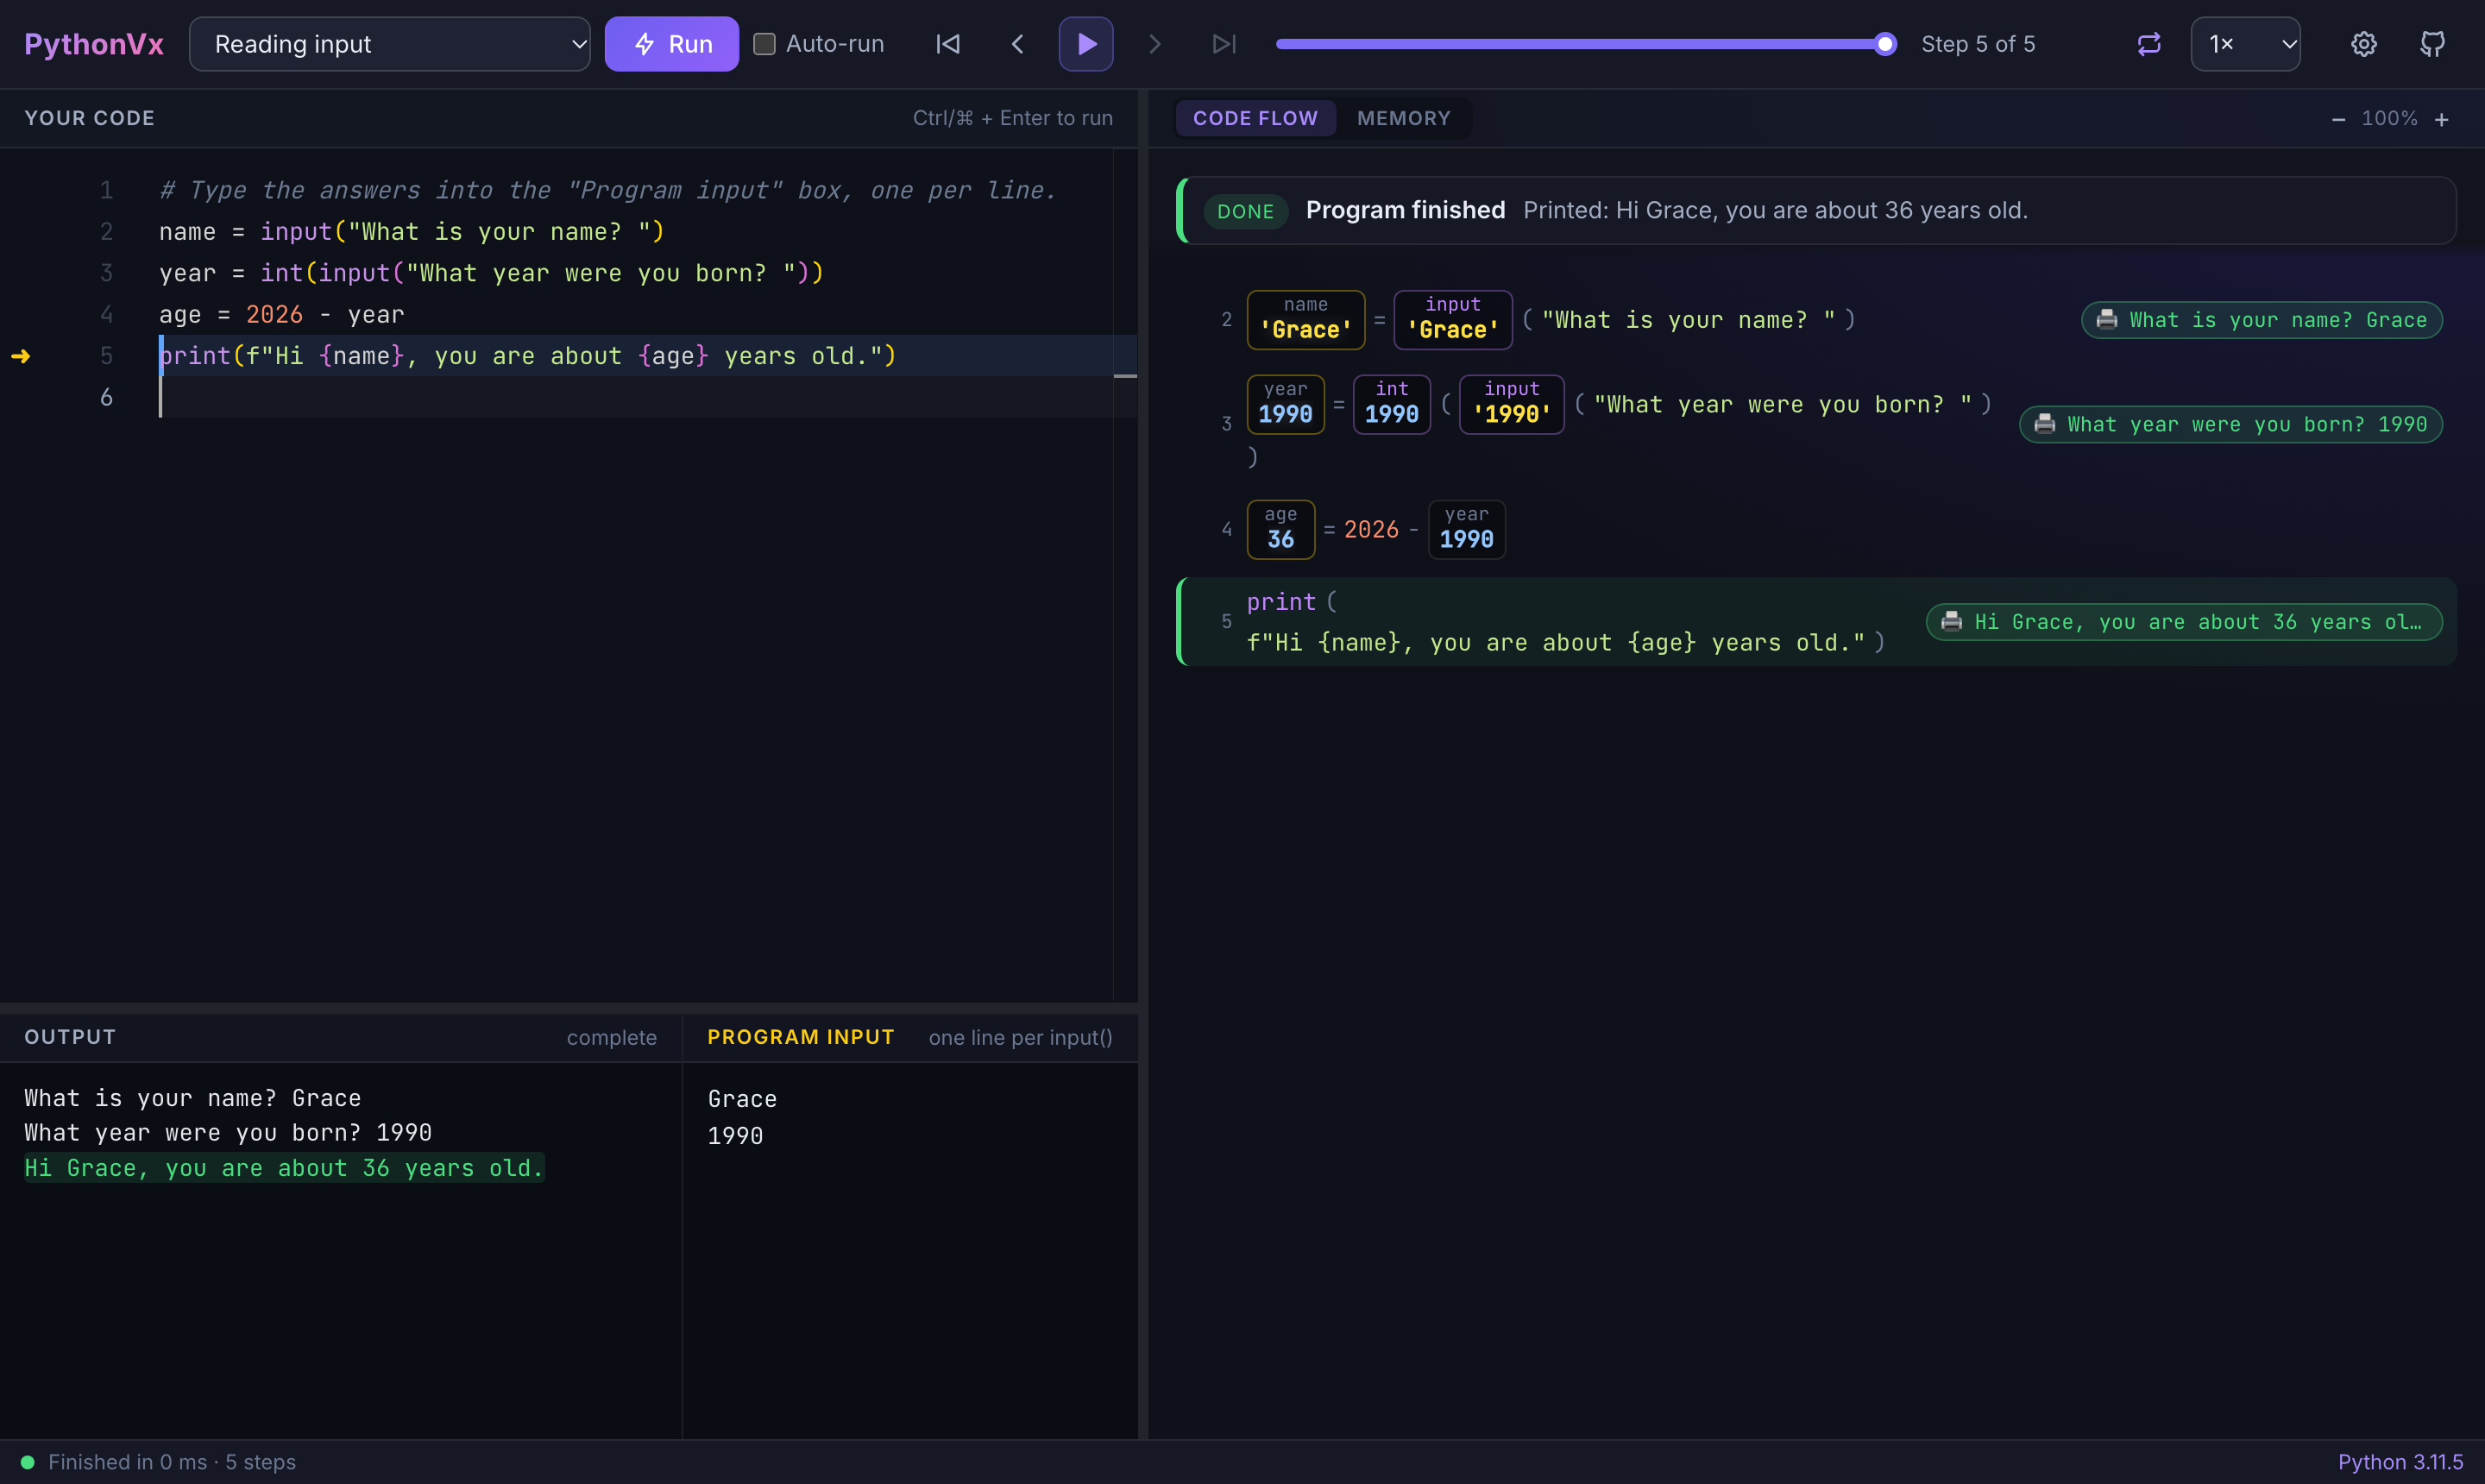 PythonVx
Reading input
Run
Auto-run
Step 5 of 5
1×
YOUR CODE
Ctrl/⌘ + Enter to run
1 # Type the answers into the "Program input" box, one per line.
2 name = input("What is your name? ")
3 year = int(input("What year were you born? "))
4 age = 2026 - year
5 print(f"Hi {name}, you are about {age} years old.")
6
OUTPUT
complete
What is your name? Grace
What year were you born? 1990
Hi Grace, you are about 36 years old.
PROGRAM INPUT
one line per input()
Grace
1990
CODE FLOW
MEMORY
− 100% +
DONE Program finished Printed: Hi Grace, you are about 36 years old.
name input
2 'Grace' = 'Grace' ( "What is your name? " )
What is your name? Grace
year int input
3 1990 = 1990 ( '1990' ( "What year were you born? " )
)
What year were you born? 1990
age year
4 36 = 2026 - 1990
5 print (
f"Hi {name}, you are about {age} years old." )
Hi Grace, you are about 36 years ol…
Finished in 0 ms · 5 steps
Python 3.11.5